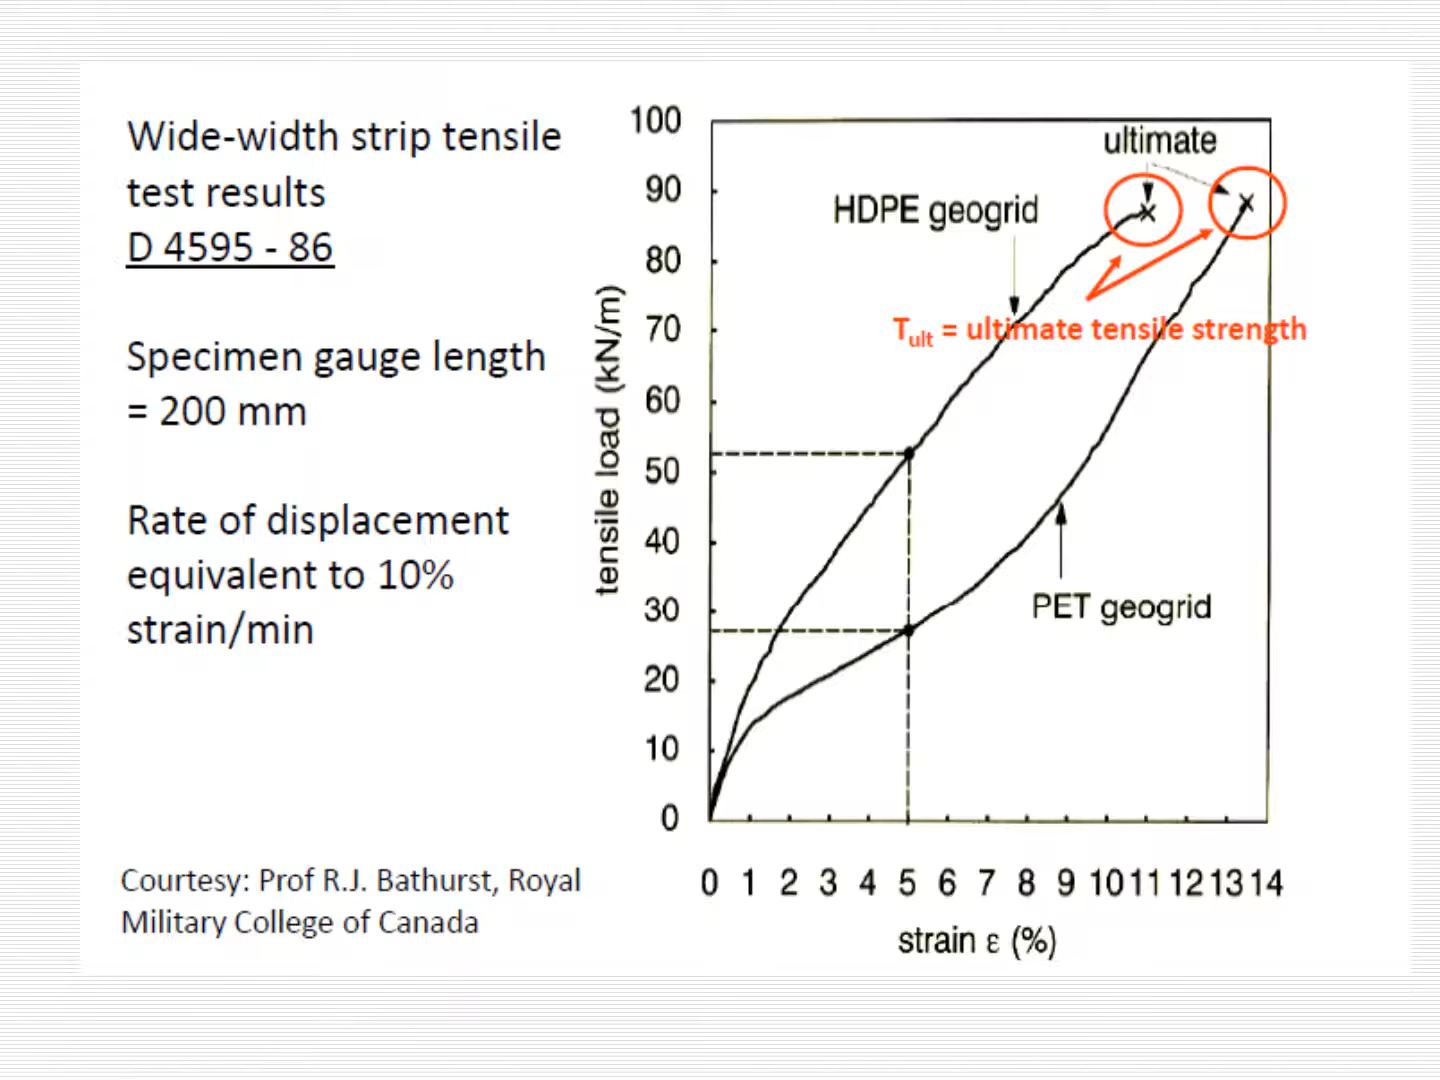 Wide-width strip tensile
test results
D 4595 - 86
Specimen gauge length
= 200 mm
Rate of displacement
equivalent to 10%
strain/min
Courtesy: Prof R.J. Bathurst, Royal
Military College of Canada
tensile load (kN/m)
100
90
80
70
60
50
40
30
20
10
0
ultimate
HDPE geogrid
Tult = ultimate tensile strength
PET geogrid
0 1 2 3 4 5 6 7 8 9 10 11 12 13 14
strain ε (%)